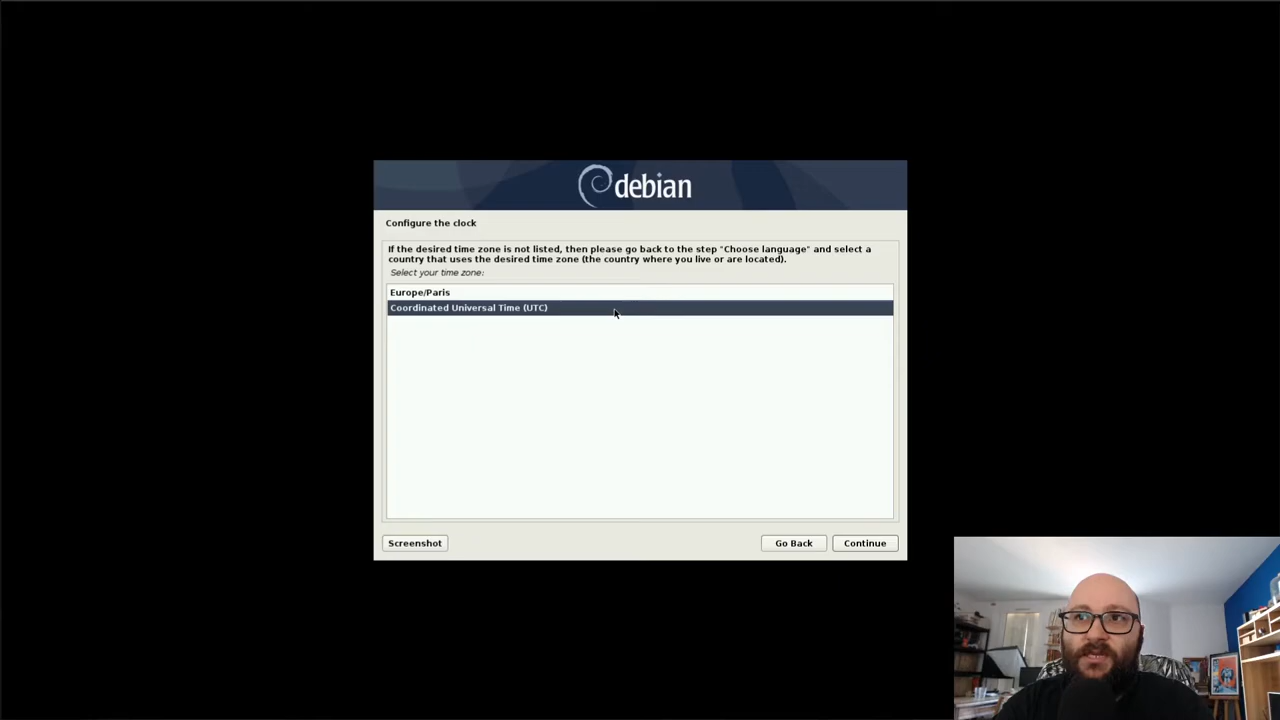 debian
Configure the clock
If the desired time zone is not listed, then please go back to the step "Choose language" and select a
country that uses the desired time zone (the country where you live or are located).
Select your time zone:
Europe/Paris
Coordinated Universal Time (UTC)
Screenshot
Go Back
Continue